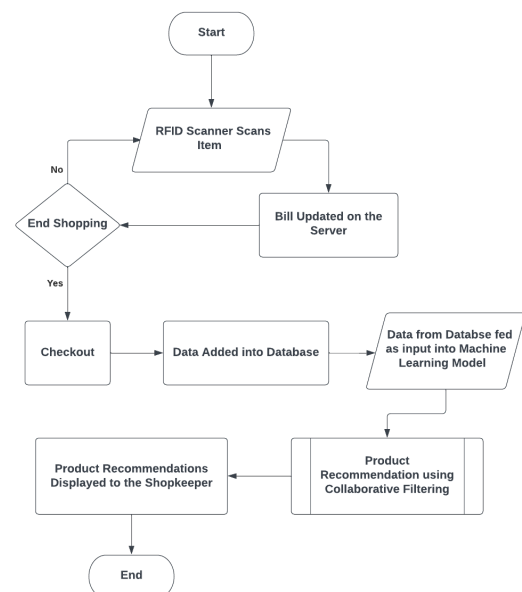 Start
RFID Scanner Scans
Item
No
End Shopping
Bill Updated on the
Server
Yes
Checkout
Data Added into Database
Data from Databse fed
as input into Machine
Learning Model
Product Recommendations
Displayed to the Shopkeeper
Product
Recommendation using
Collaborative Filtering
End